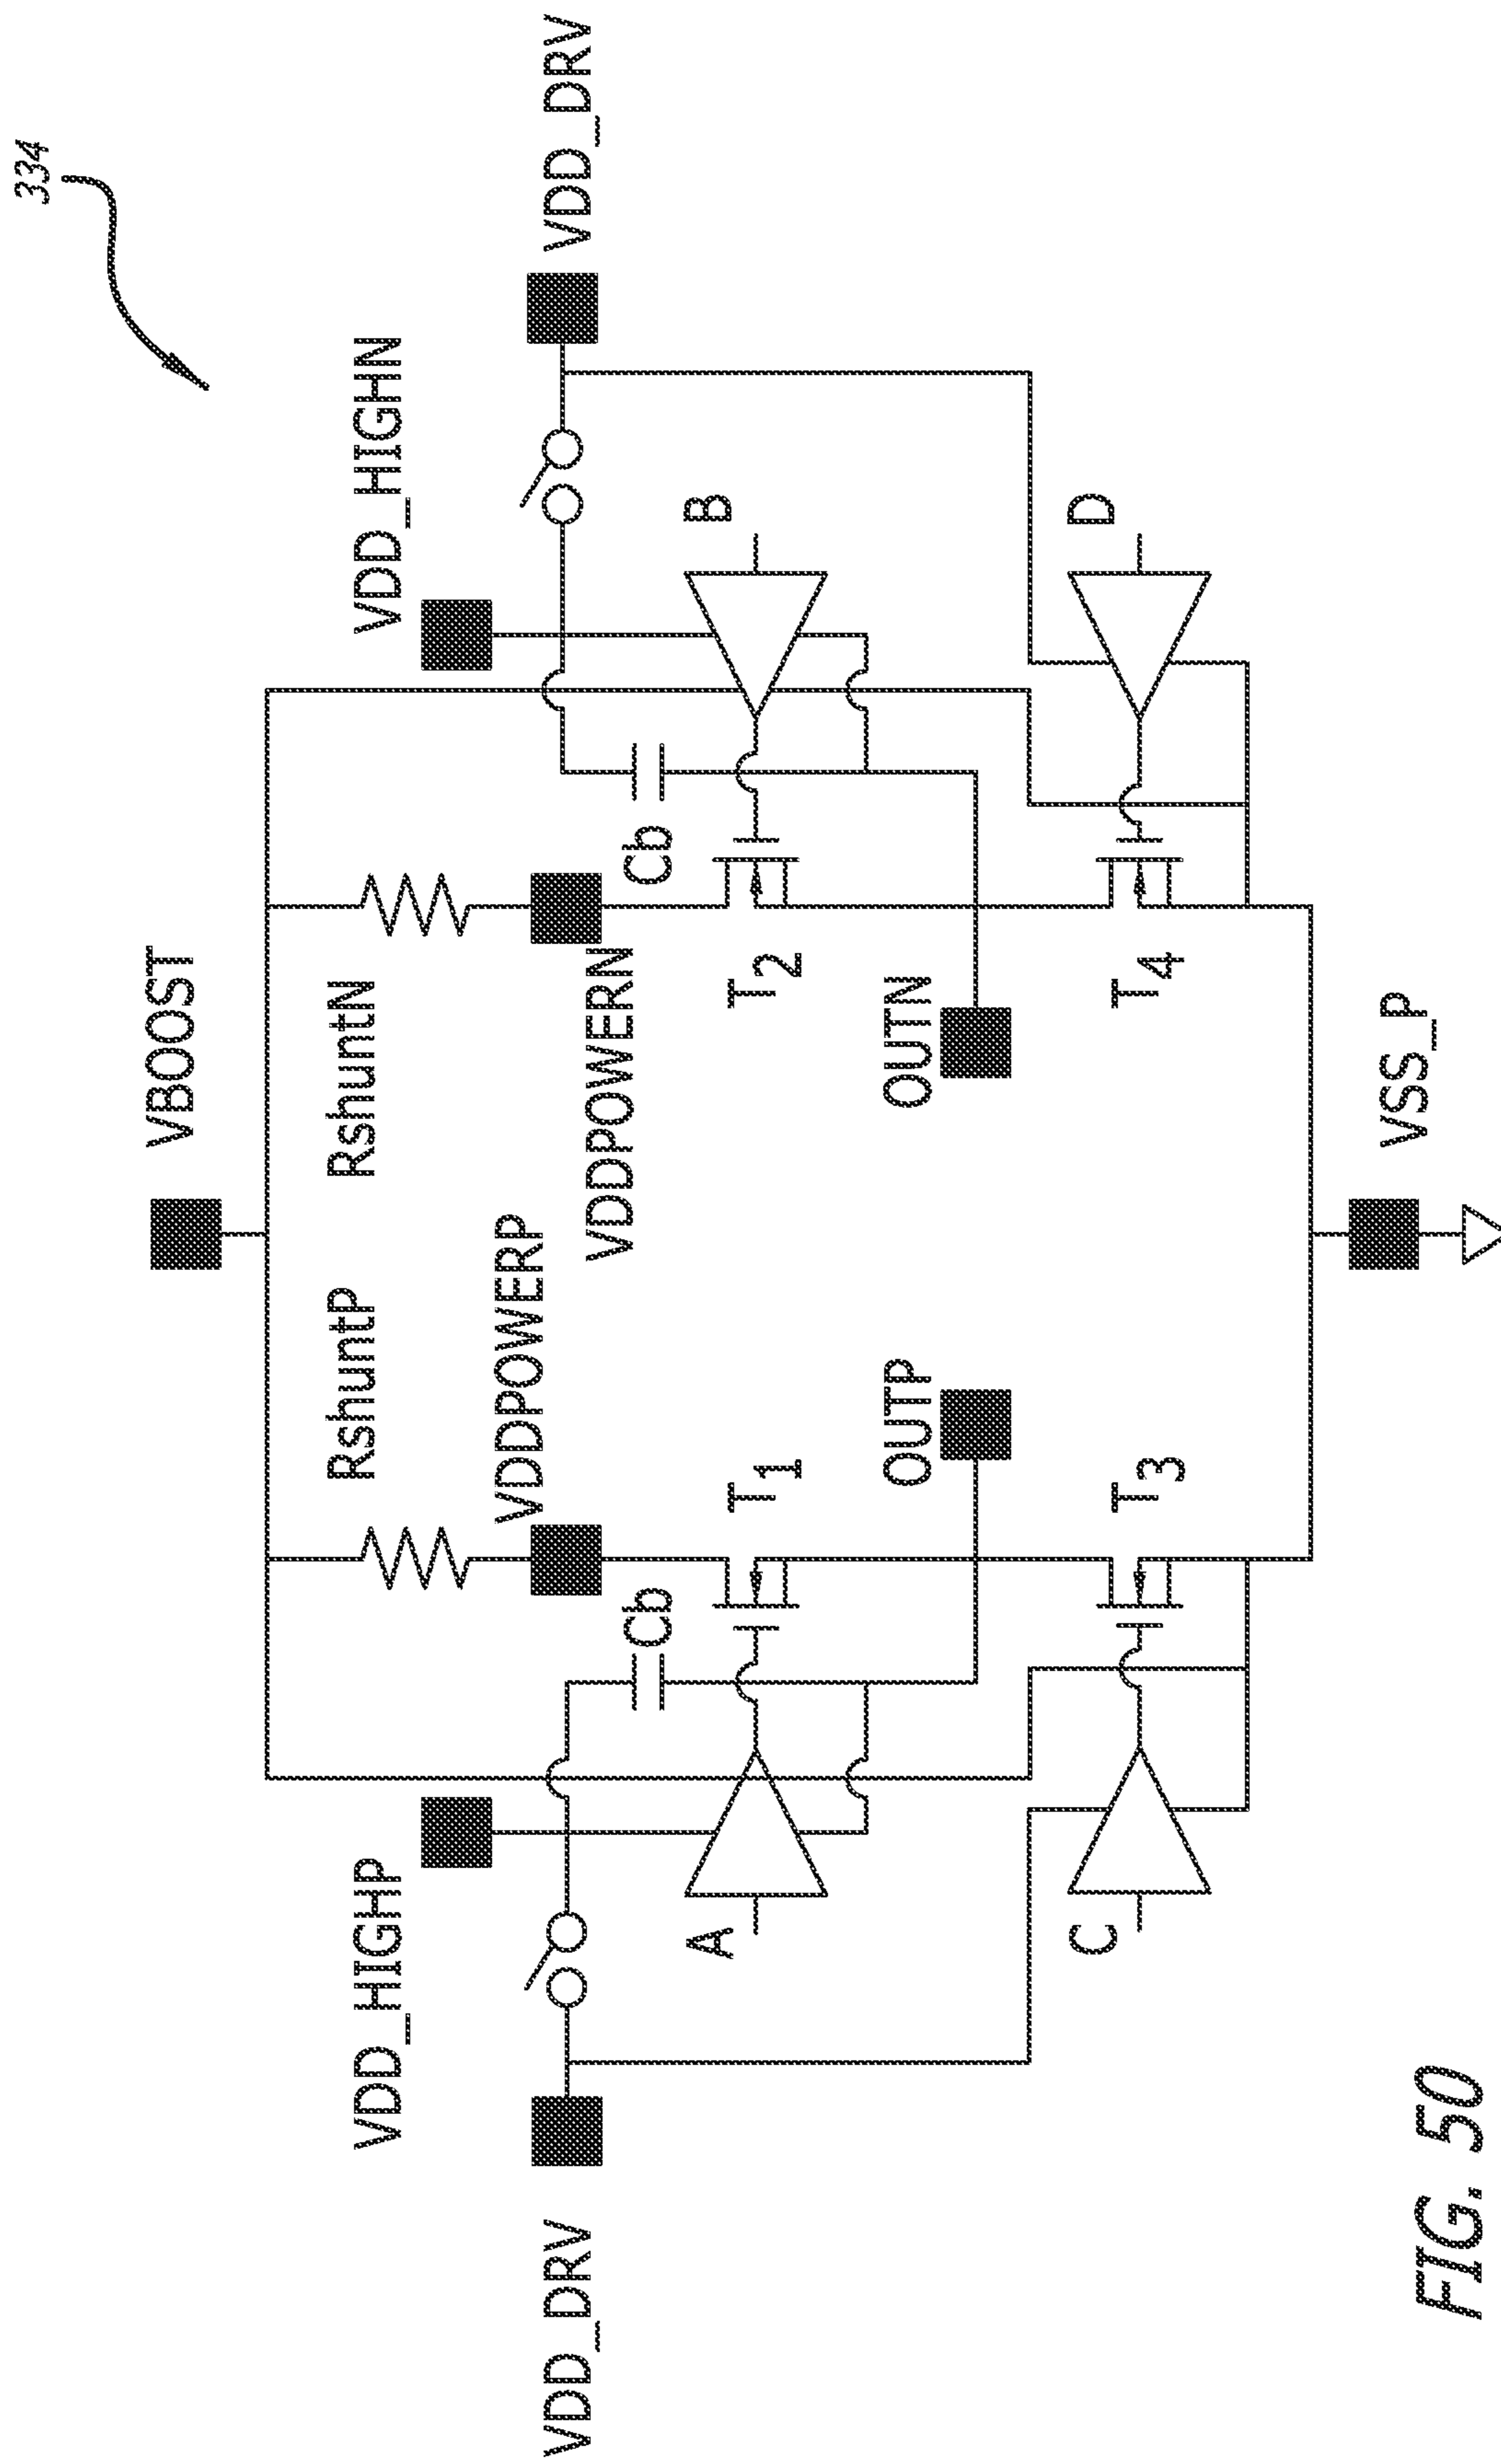 334
VBOOST
RshuntP
RshuntN
VDD_HIGHP
VDD_HIGHN
VDDPOWERP
VDD_DRV
VDD_DRV
VDDPOWERN
Cb
Cb
A
T1
T2
B
OUTP
OUTN
C
T3
T4
D
VSS_P
FIG. 50